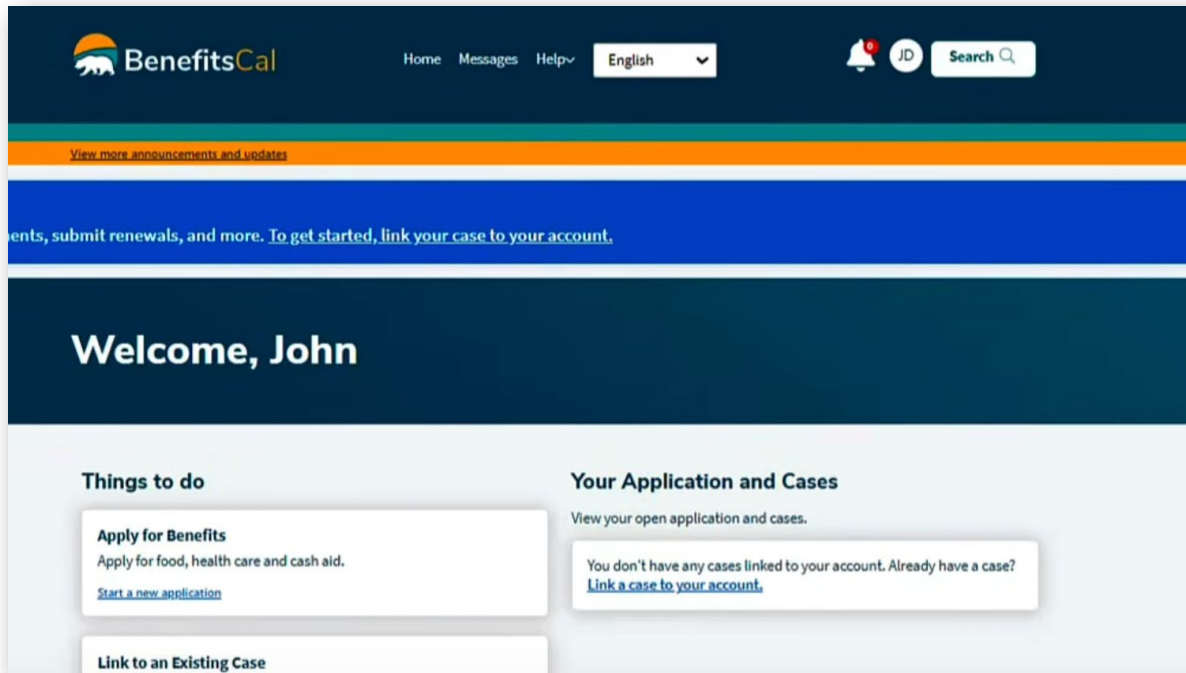 BenefitsCal
Home Messages Help English
0
JD
Search
View more announcements and updates
ents, submit renewals, and more. To get started, link your case to your account.
Welcome, John
Things to do
Apply for Benefits
Apply for food, health care and cash aid.
Start a new application
Link to an Existing Case
Your Application and Cases
View your open application and cases.
You don't have any cases linked to your account. Already have a case?
Link a case to your account.